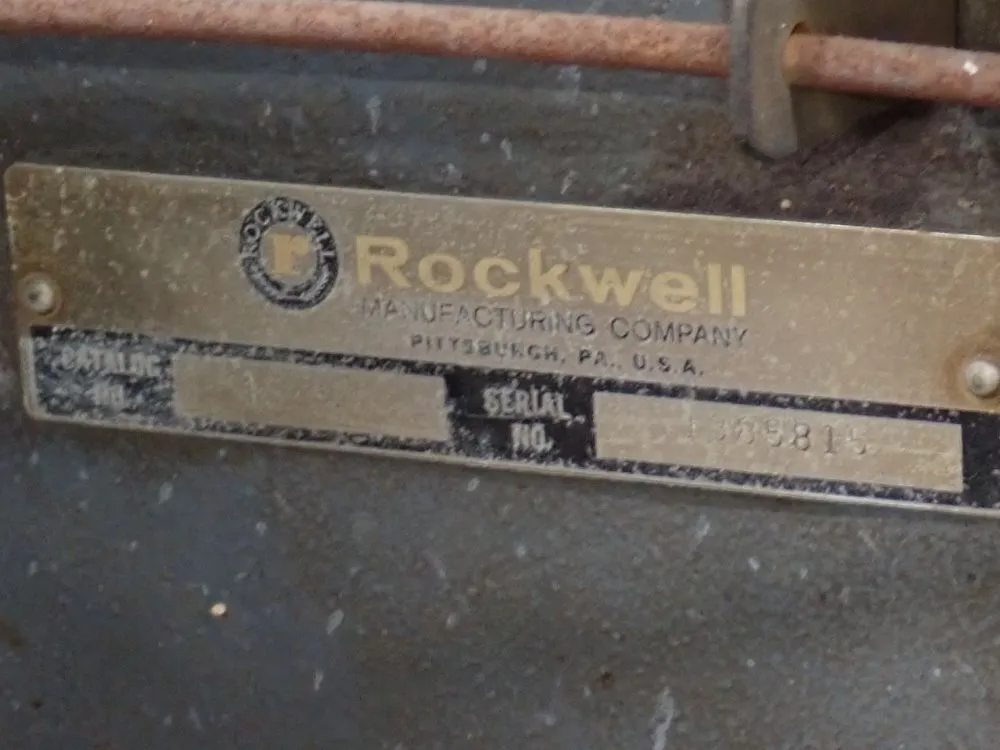 ROCKWELL
r
Rockwell
MANUFACTURING COMPANY
PITTSBURGH, PA., U.S.A.
CATALOG NO.
SERIAL NO.